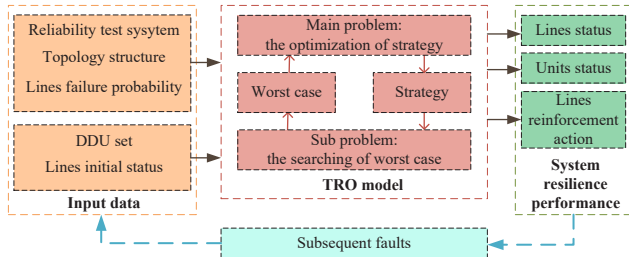 Reliability test sysytem
Topology structure
Lines failure probability
DDU set
Lines initial status
Input data
Main problem:
the optimization of strategy
Worst case
Strategy
Sub problem:
the searching of worst case
TRO model
Lines status
Units status
Lines
reinforcement
action
System
resilience
performance
Subsequent faults